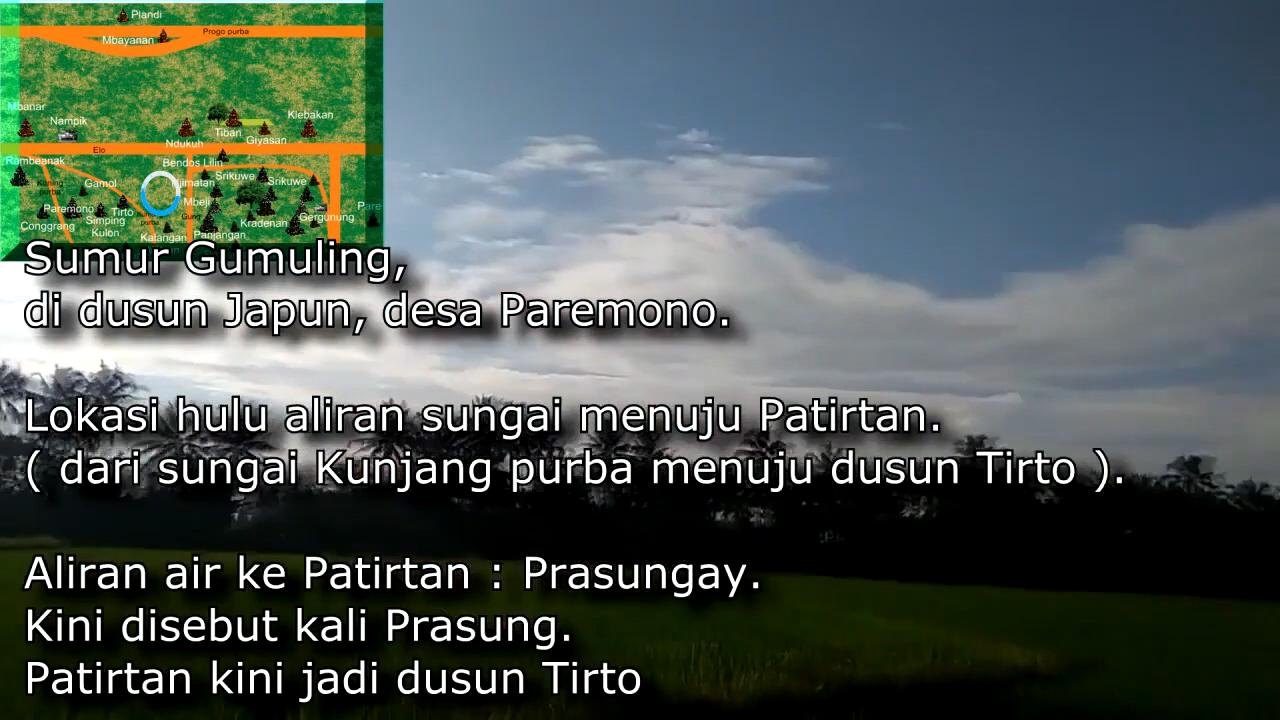 Plandi
Mbayanan
Progo purba
Mbanar
Nampik
Klebakan
Tiban
Giyasan
Ndukuh
Elo
Rambeanak
Bendos Lilin
Srikuwe
Srikuwe
Gamol
Njimatan
Mbeji
Paremono
Tirto
Simping
Kulon
Conggrang
Kalangan
Panjangan
Kradenan
Gergunung
Pare
Sumur Gumuling,
di dusun Japun, desa Paremono.
Lokasi hulu aliran sungai menuju Patirtan.
( dari sungai Kunjang purba menuju dusun Tirto ).
Aliran air ke Patirtan : Prasungay.
Kini disebut kali Prasung.
Patirtan kini jadi dusun Tirto